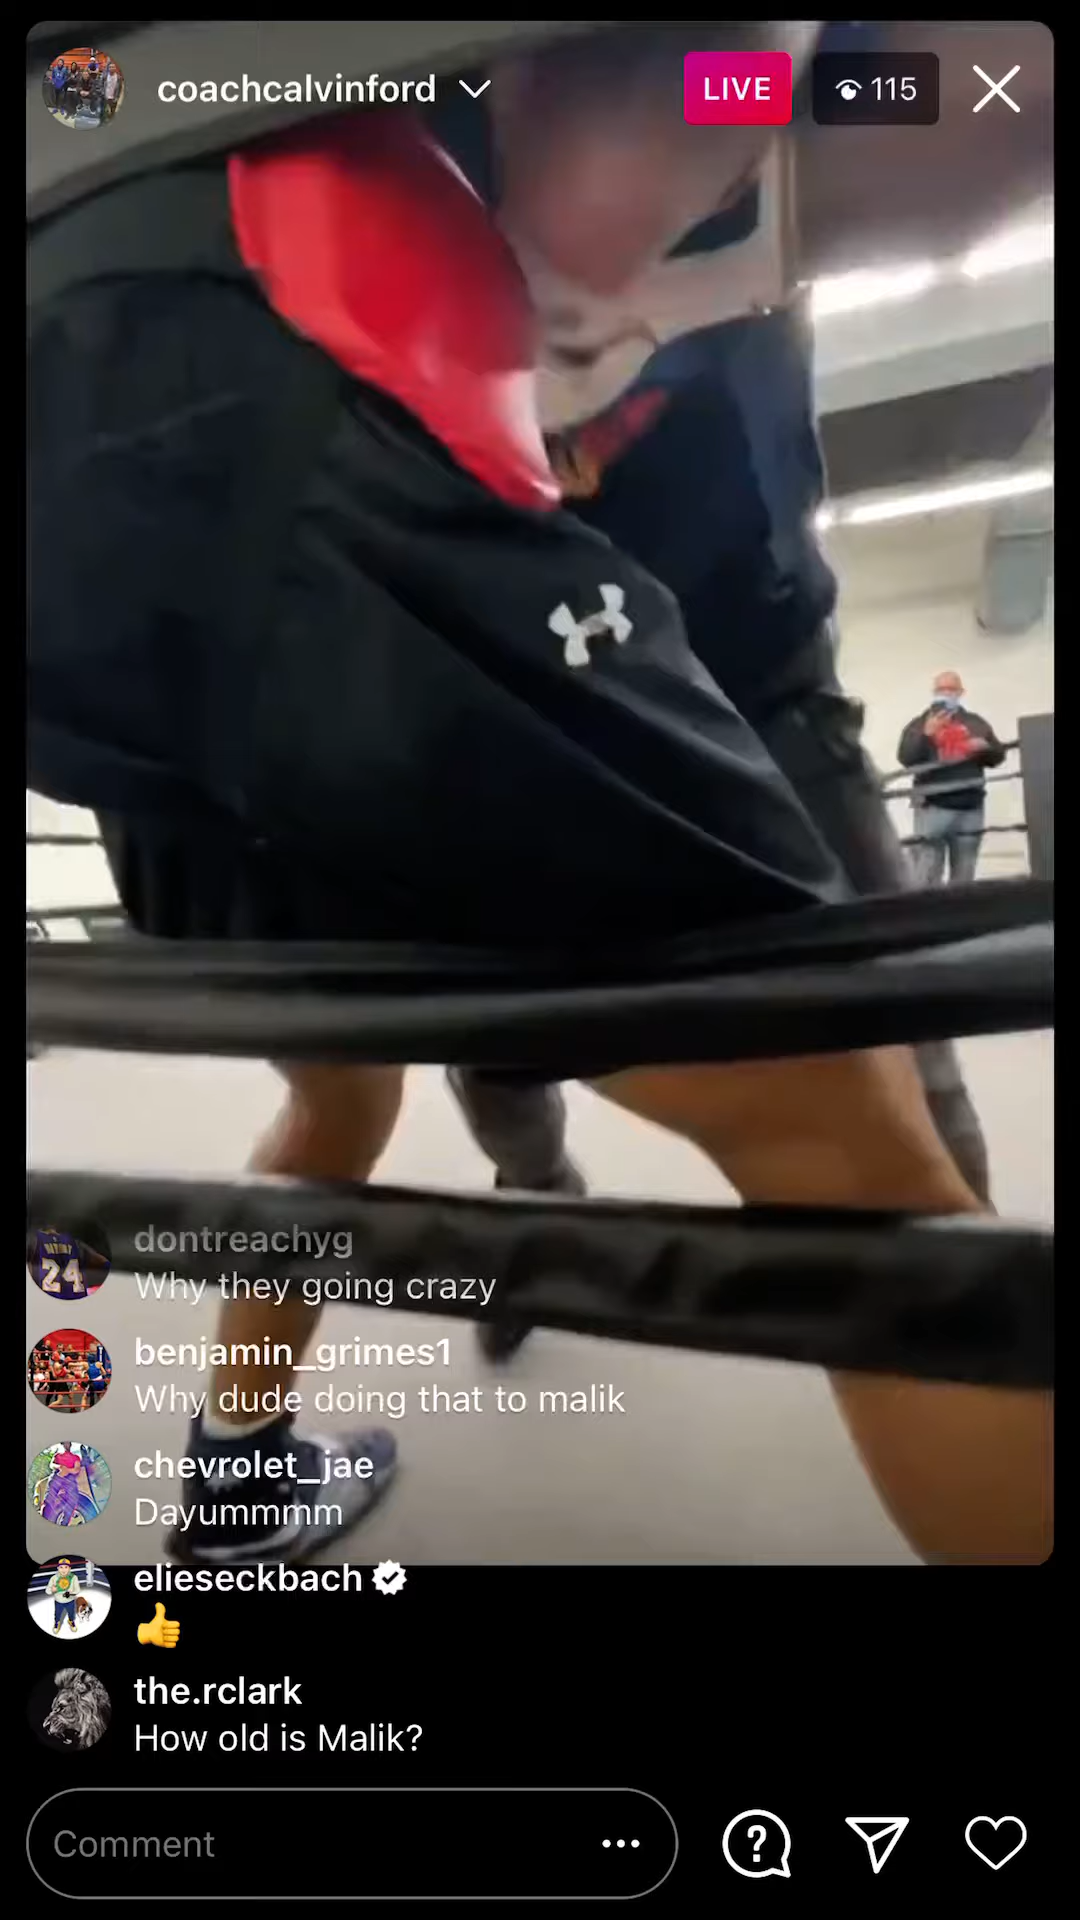 coachcalvinford
LIVE
115
24
dontreachyg
Why they going crazy
benjamin_grimes1
Why dude doing that to malik
chevrolet_jae
Dayummmm
elieseckbach
👍
the.rclark
How old is Malik?
Comment